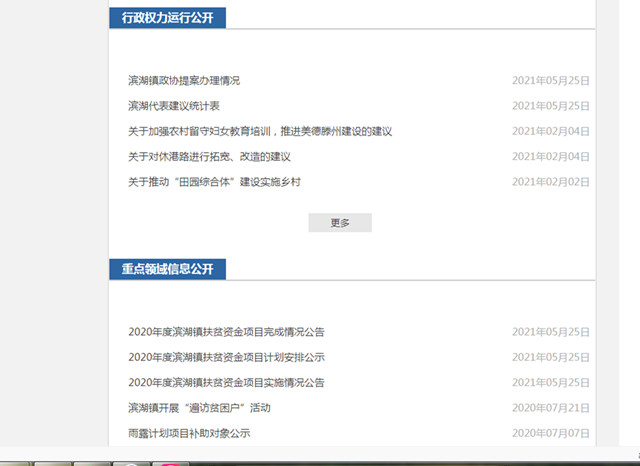 行政权力运行公开
滨湖镇政协提案办理情况 2021年05月25日
滨湖代表建议统计表 2021年05月25日
关于加强农村留守妇女教育培训，推进美德滕州建设的建议 2021年02月04日
关于对休港路进行拓宽、改造的建议 2021年02月04日
关于推动“田园综合体”建设实施乡村 2021年02月02日
更多
重点领域信息公开
2020年度滨湖镇扶贫资金项目完成情况公告 2021年05月25日
2020年度滨湖镇扶贫资金项目计划安排公示 2021年05月25日
2020年度滨湖镇扶贫资金项目实施情况公告 2021年05月25日
滨湖镇开展“遍访贫困户”活动 2020年07月21日
雨露计划项目补助对象公示 2020年07月07日